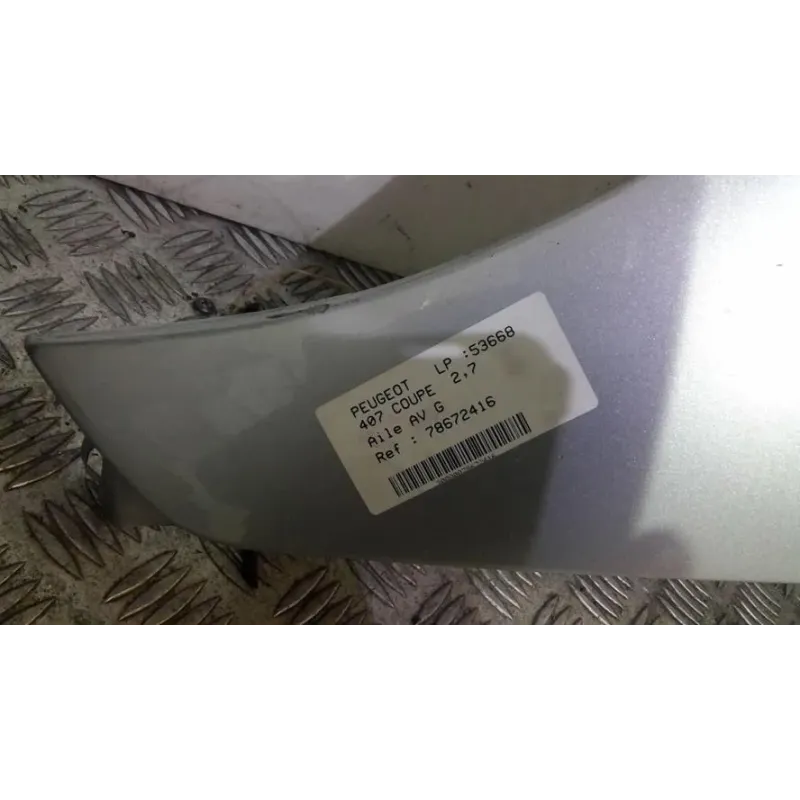 PEUGEOT LP :53668
407 COUPE 2,7
Aile AV G
Ref : 78672416